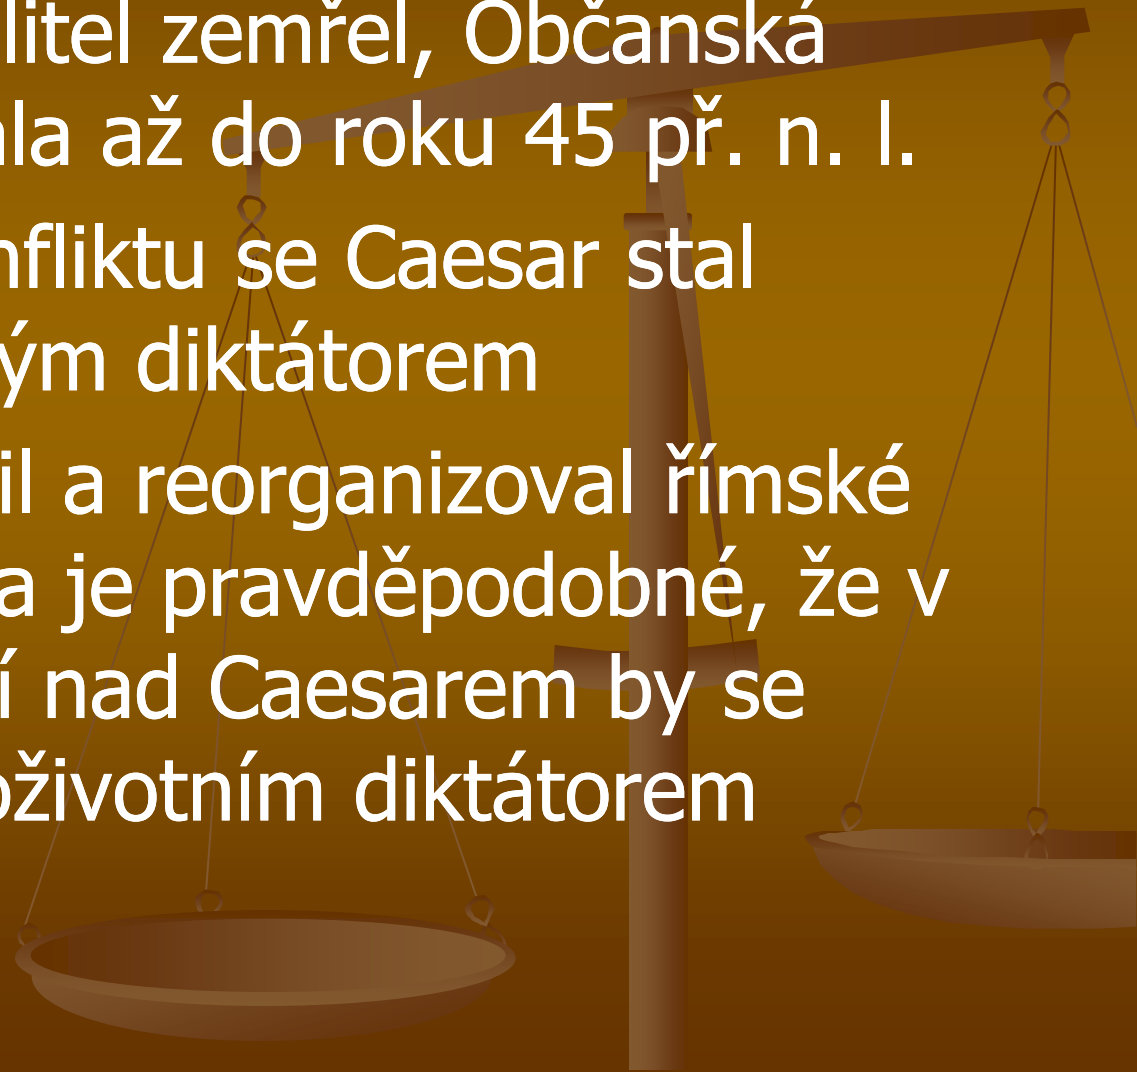 litel zemřel, Občanská
la až do roku 45 př. n. l.
nfliktu se Caesar stal
ým diktátorem
il a reorganizoval římské
a je pravděpodobné, že v
í nad Caesarem by se
oživotním diktátorem